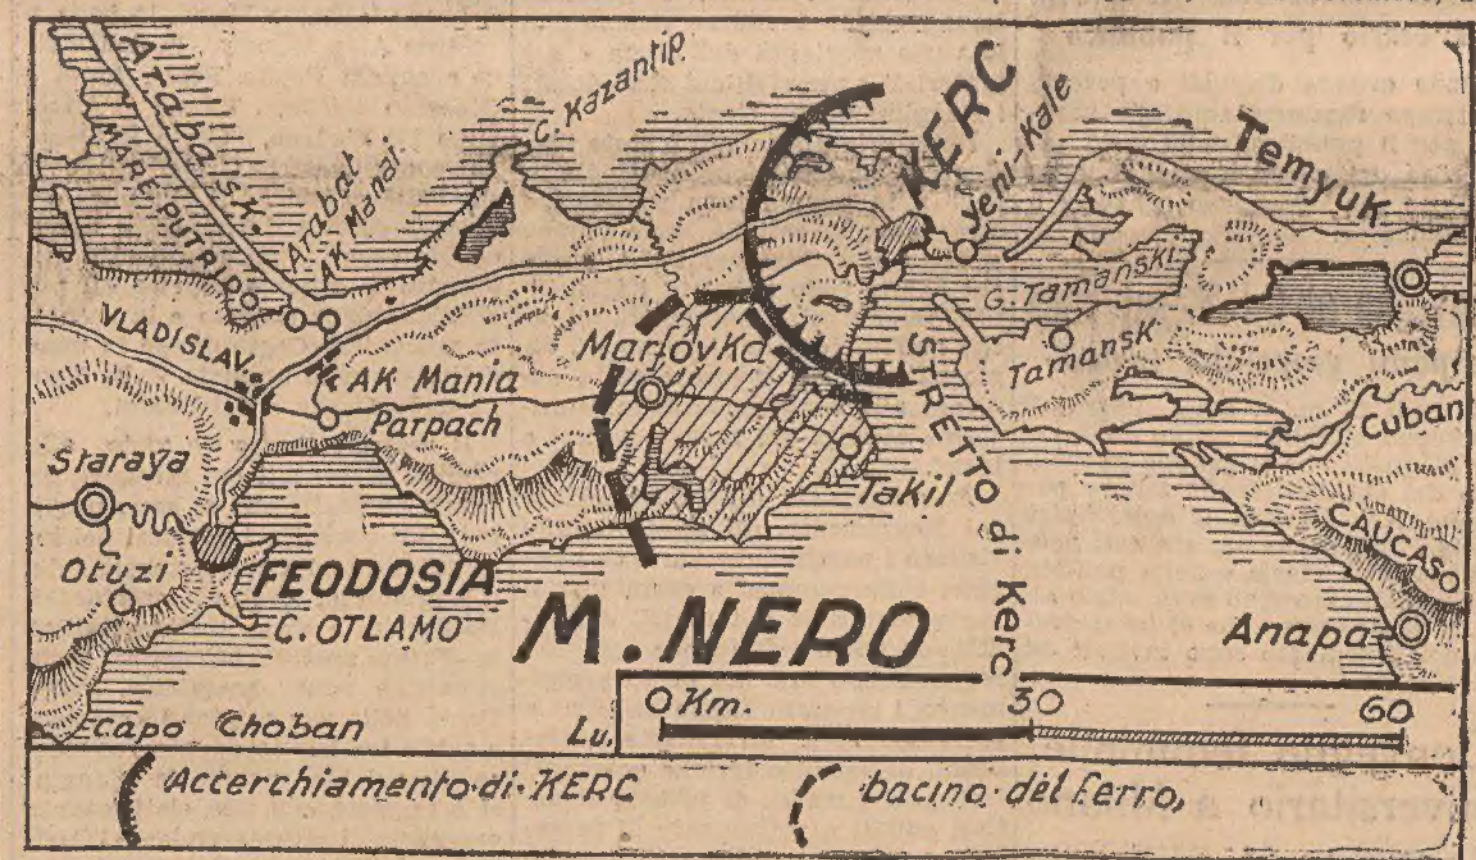 Arabaisk.
MARE PUTRIDO
Arabat
AK Manai.
C. Kazantip.
KERC
Yeni-Kale
Temyuk.
G. Tamanski
Tamansk
VLADISLAV.
AK Mania
Parpach
Mariovka
STRETTO di Kerc
Cuban
Staraya
Takil
CAUCASO
Otuzi
FEODOSIA
C. OTLAMO
M. NERO
Anapa
capo Choban
Lu.
0 Km. 30 60
Accerchiamento di KERC
bacino del ferro,